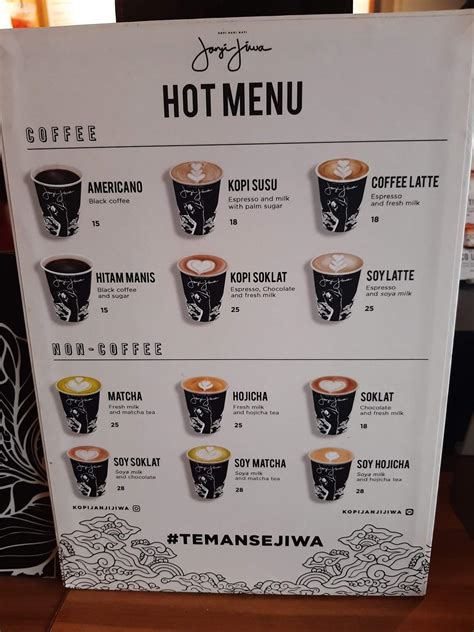 Janji Jiwa
HOT MENU
COFFEE
AMERICANO
Black coffee
15
KOPI SUSU
Espresso and milk
with palm sugar
18
COFFEE LATTE
Espresso
and fresh milk
18
HITAM MANIS
Black coffee
and sugar
15
KOPI SOKLAT
Espresso, Chocolate
and fresh milk
25
SOY LATTE
Espresso
and soya milk
25
NON-COFFEE
MATCHA
Fresh milk
and matcha tea
25
HOJICHA
Fresh milk
and hojicha tea
25
SOKLAT
Chocolate
and fresh milk
18
SOY SOKLAT
Soya milk
and chocolate
28
SOY MATCHA
Soya milk
and matcha tea
28
SOY HOJICHA
Soya milk
and hojicha tea
28
KOPIJANJIJIWA
KOPIJANJIJIWA
#TEMANSEJIWA